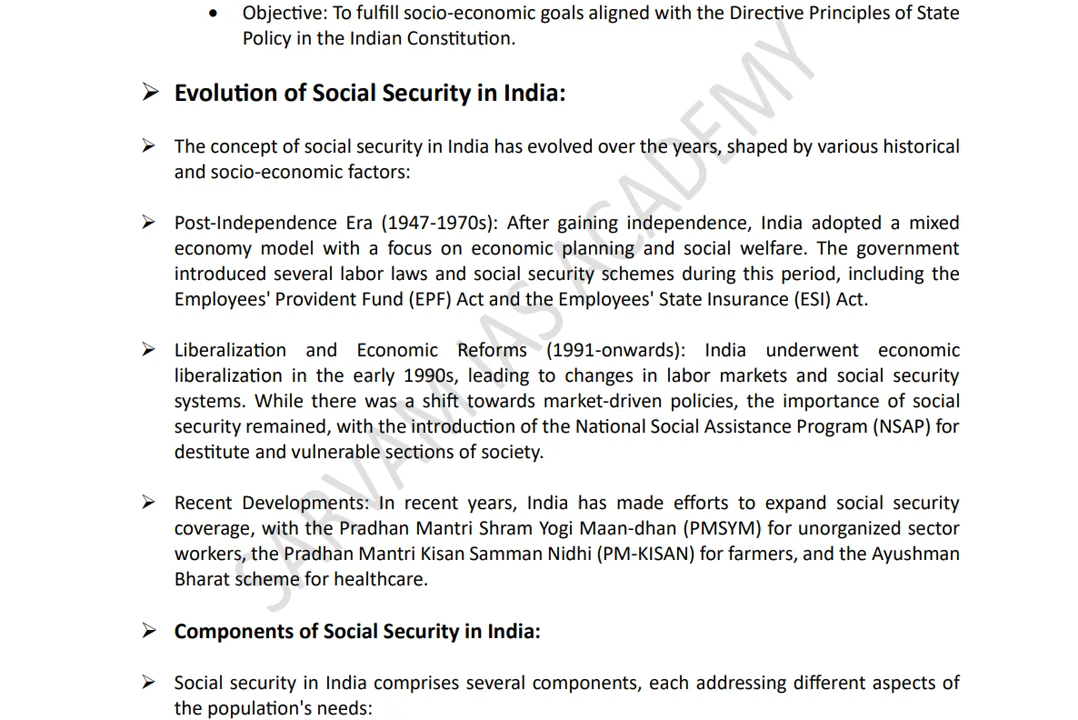 • Objective: To fulfill socio-economic goals aligned with the Directive Principles of State
Policy in the Indian Constitution.
➢ Evolution of Social Security in India:
➢ The concept of social security in India has evolved over the years, shaped by various historical
and socio-economic factors:
➢ Post-Independence Era (1947-1970s): After gaining independence, India adopted a mixed
economy model with a focus on economic planning and social welfare. The government
introduced several labor laws and social security schemes during this period, including the
Employees' Provident Fund (EPF) Act and the Employees' State Insurance (ESI) Act.
➢ Liberalization and Economic Reforms (1991-onwards): India underwent economic
liberalization in the early 1990s, leading to changes in labor markets and social security
systems. While there was a shift towards market-driven policies, the importance of social
security remained, with the introduction of the National Social Assistance Program (NSAP) for
destitute and vulnerable sections of society.
➢ Recent Developments: In recent years, India has made efforts to expand social security
coverage, with the Pradhan Mantri Shram Yogi Maan-dhan (PMSYM) for unorganized sector
workers, the Pradhan Mantri Kisan Samman Nidhi (PM-KISAN) for farmers, and the Ayushman
Bharat scheme for healthcare.
➢ Components of Social Security in India:
➢ Social security in India comprises several components, each addressing different aspects of
the population's needs:
SARVAM IAS ACADEMY